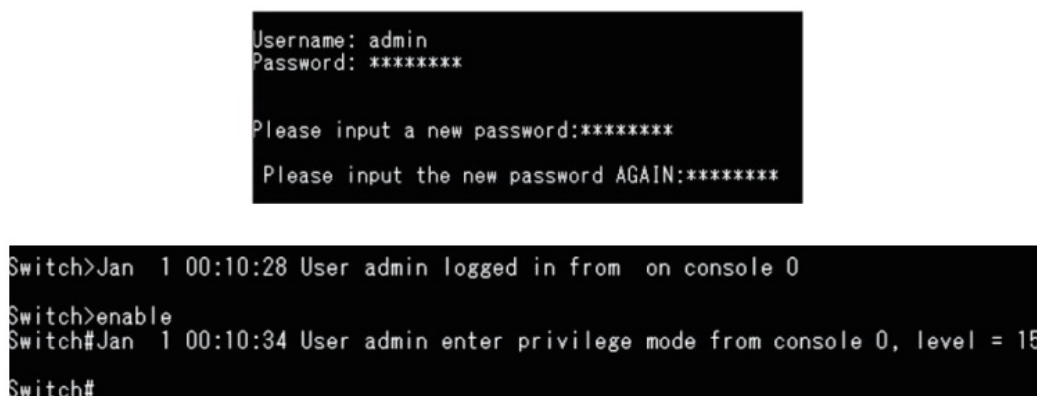 Username: admin
Password: ********
Please input a new password:********
Please input the new password AGAIN:********
Switch>Jan  1 00:10:28 User admin logged in from  on console 0
Switch>enable
Switch#Jan  1 00:10:34 User admin enter privilege mode from console 0, level = 15
Switch#